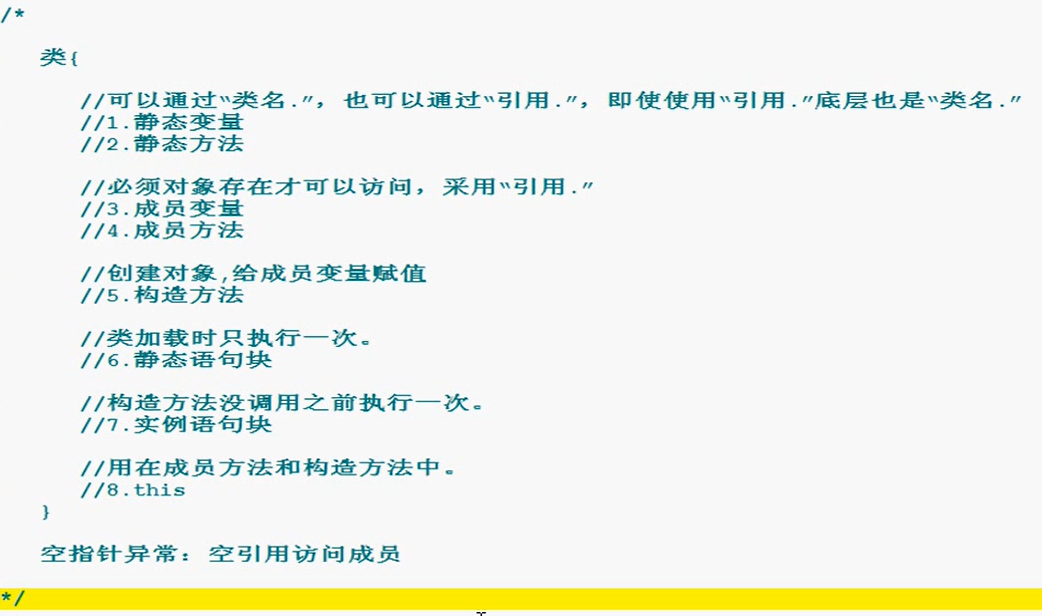 /*
类{
//可以通过“类名.”，也可以通过“引用.”，即使使用“引用.”底层也是“类名.”
//1.静态变量
//2.静态方法
//必须对象存在才可以访问，采用“引用.”
//3.成员变量
//4.成员方法
//创建对象,给成员变量赋值
//5.构造方法
//类加载时只执行一次。
//6.静态语句块
//构造方法没调用之前执行一次。
//7.实例语句块
//用在成员方法和构造方法中。
//8.this
}
空指针异常：空引用访问成员
*/